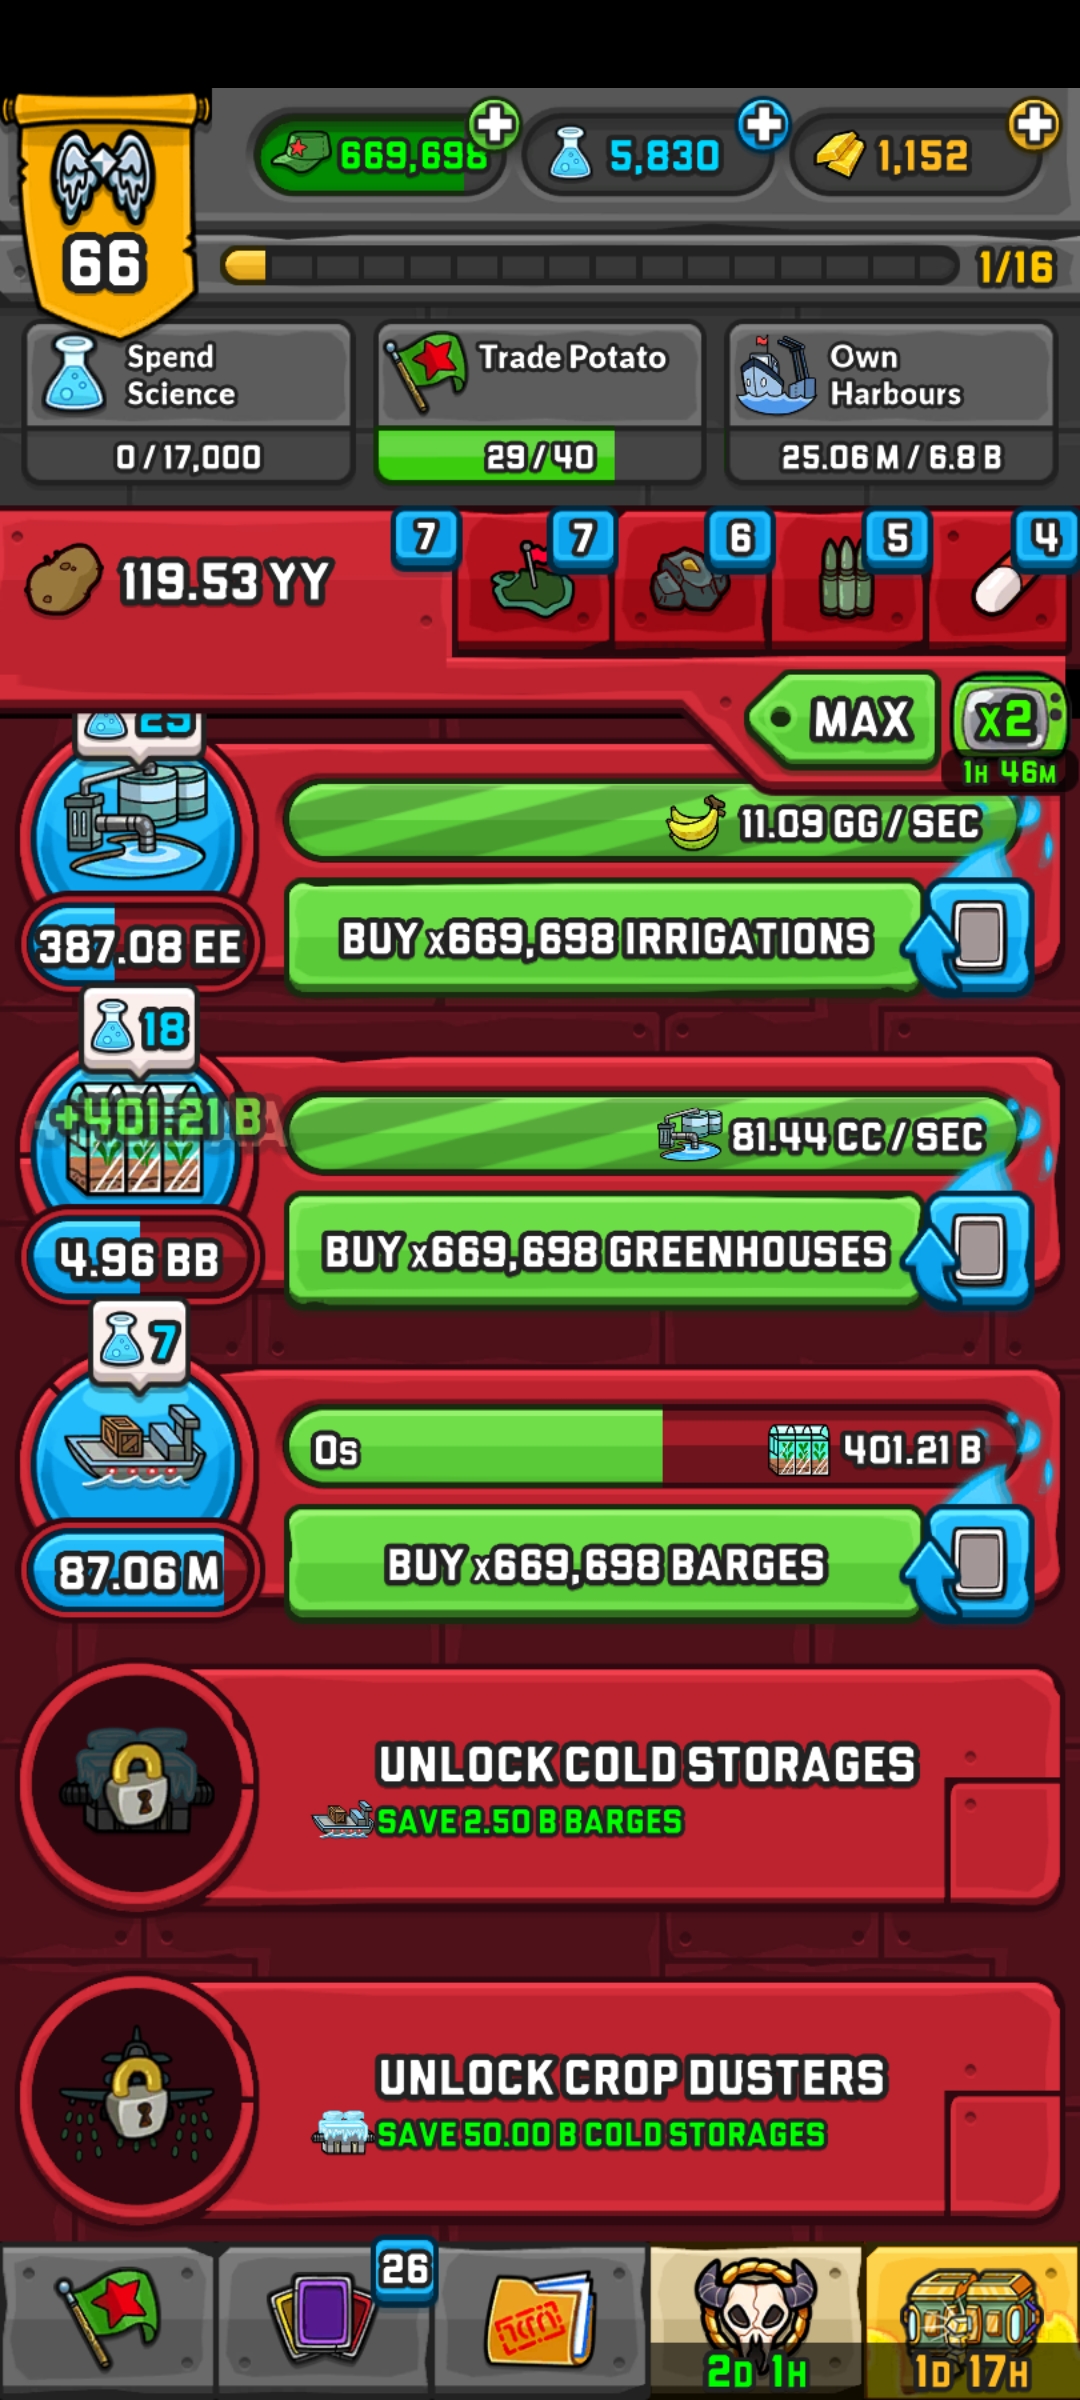 66
669,698
5,830
1,152
1/16
Spend
Science
0 / 17,000
Trade Potato
29 / 40
Own
Harbours
25.06 M / 6.8 B
119.53 YY
7
7
6
5
4
MAX
x2
1H 46M
11.09 GG / SEC
387.08 EE
BUY x669,698 IRRIGATIONS
18
+401.21 B
81.44 CC / SEC
4.96 BB
BUY x669,698 GREENHOUSES
7
0s
401.21 B
87.06 M
BUY x669,698 BARGES
UNLOCK COLD STORAGES
SAVE 2.50 B BARGES
UNLOCK CROP DUSTERS
SAVE 50.00 B COLD STORAGES
26
2D 1H
1D 17H